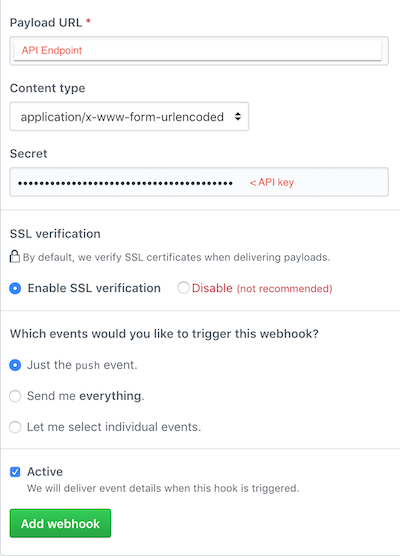 Payload URL *
API Endpoint
Content type
application/x-www-form-urlencoded
Secret
•••••••••••••••••••••••••••••••••••••••• < API key
SSL verification
By default, we verify SSL certificates when delivering payloads.
Enable SSL verification Disable (not recommended)
Which events would you like to trigger this webhook?
Just the push event.
Send me everything.
Let me select individual events.
Active
We will deliver event details when this hook is triggered.
Add webhook